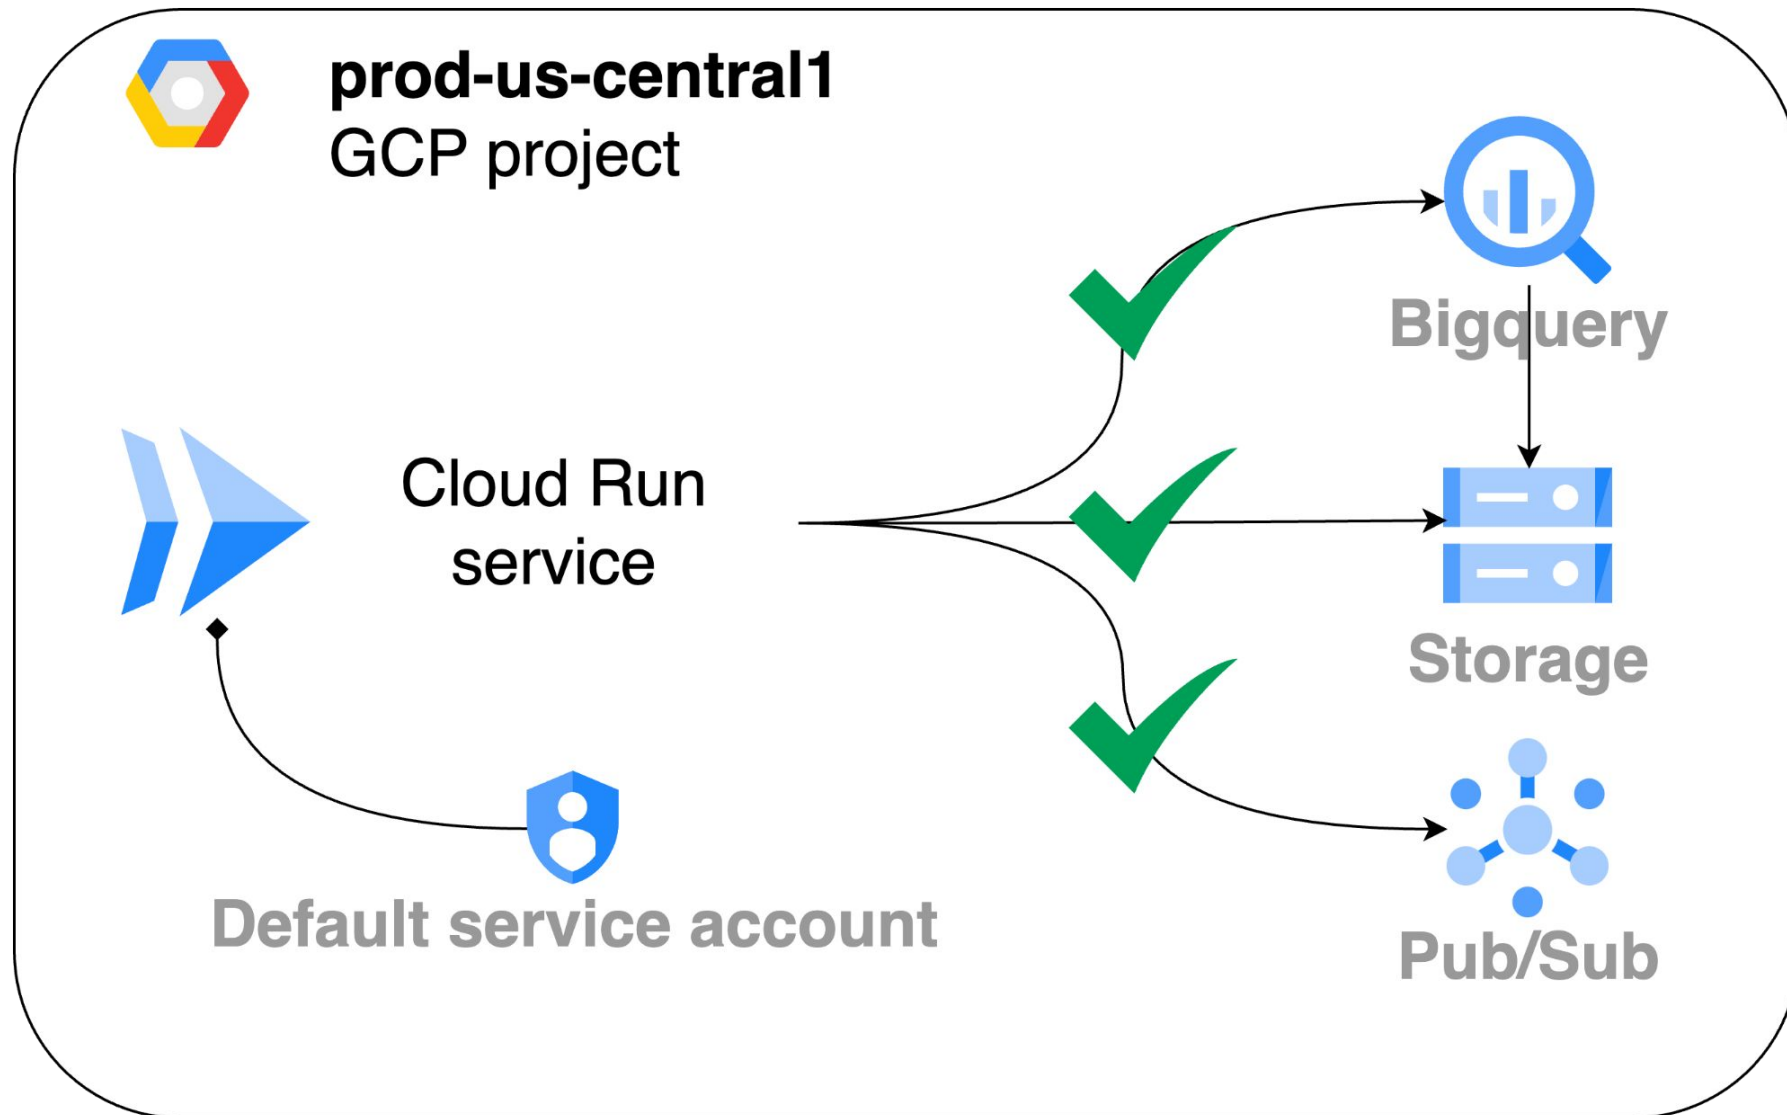 prod-us-central1
GCP project
Bigquery
Cloud Run
service
Storage
Default service account
Pub/Sub